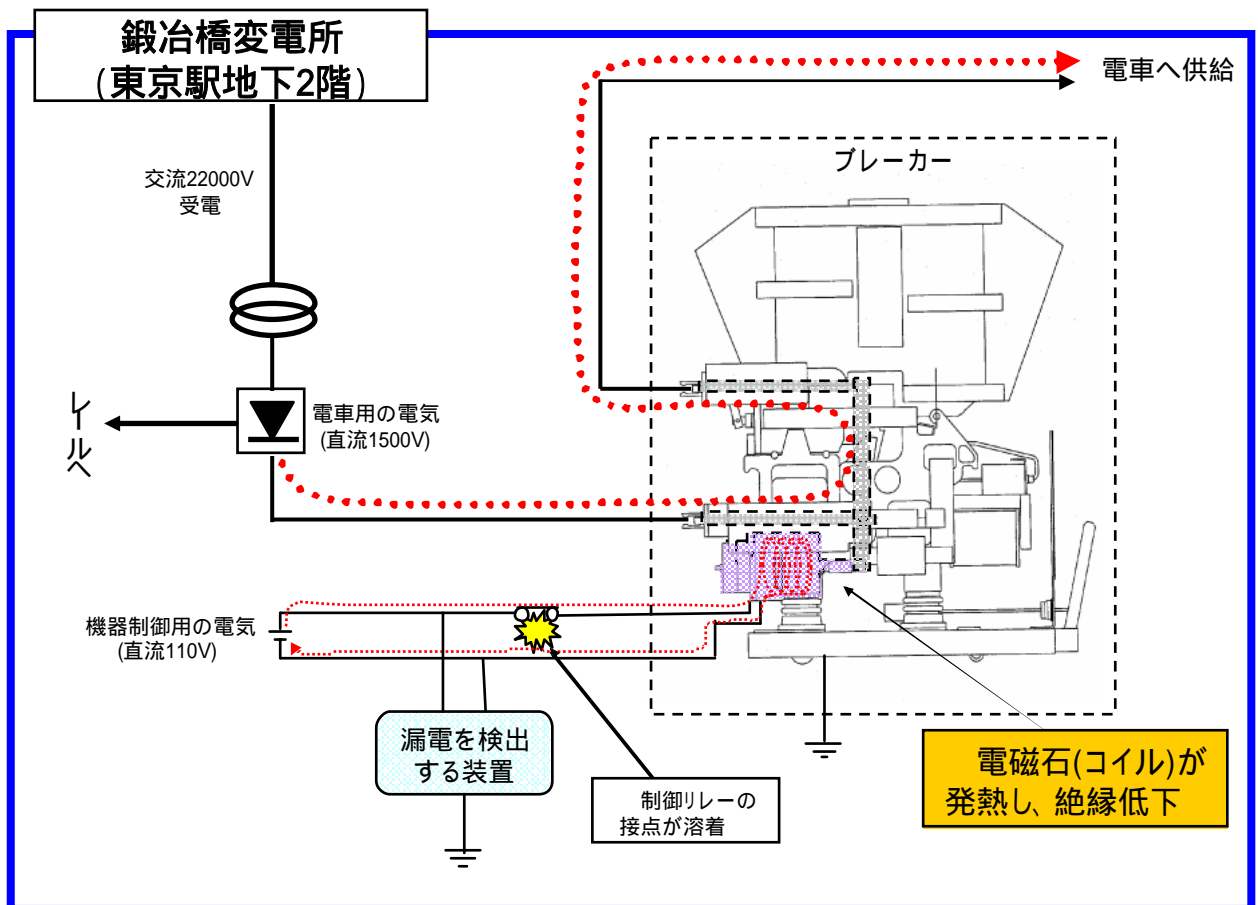 鍛冶橋変電所
(東京駅地下2階)
電車へ供給
ブレーカー
交流22000V
受電
レールへ
電車用の電気
(直流1500V)
機器制御用の電気
(直流110V)
漏電を検出
する装置
制御リレーの
接点が溶着
電磁石(コイル)が
発熱し、絶縁低下